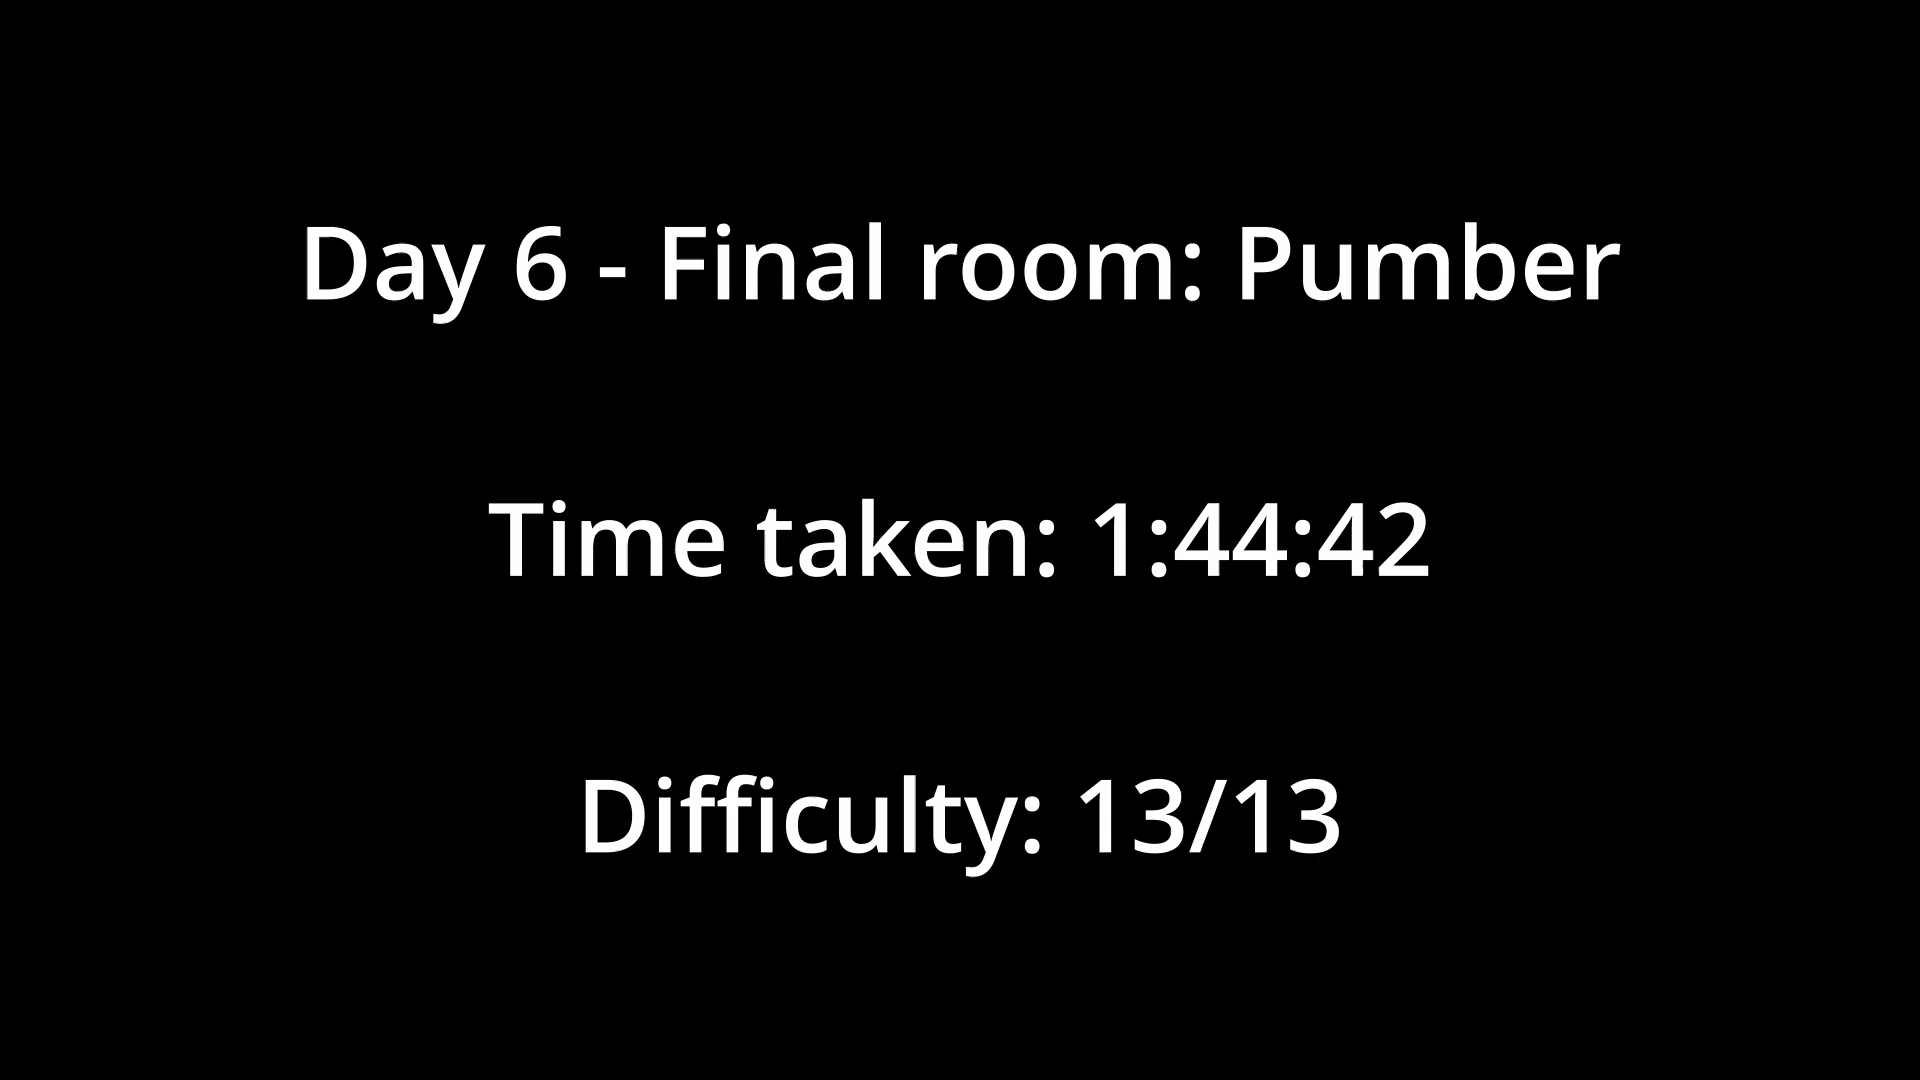 Day 6 - Final room: Pumber
Time taken: 1:44:42
Difficulty: 13/13